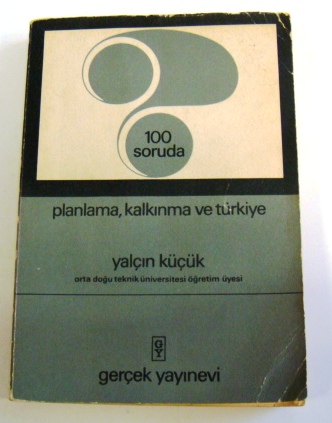 100
soruda
planlama, kalkınma ve türkiye
yalçın küçük
orta doğu teknik üniversitesi öğretim üyesi
GY
gerçek yayınevi